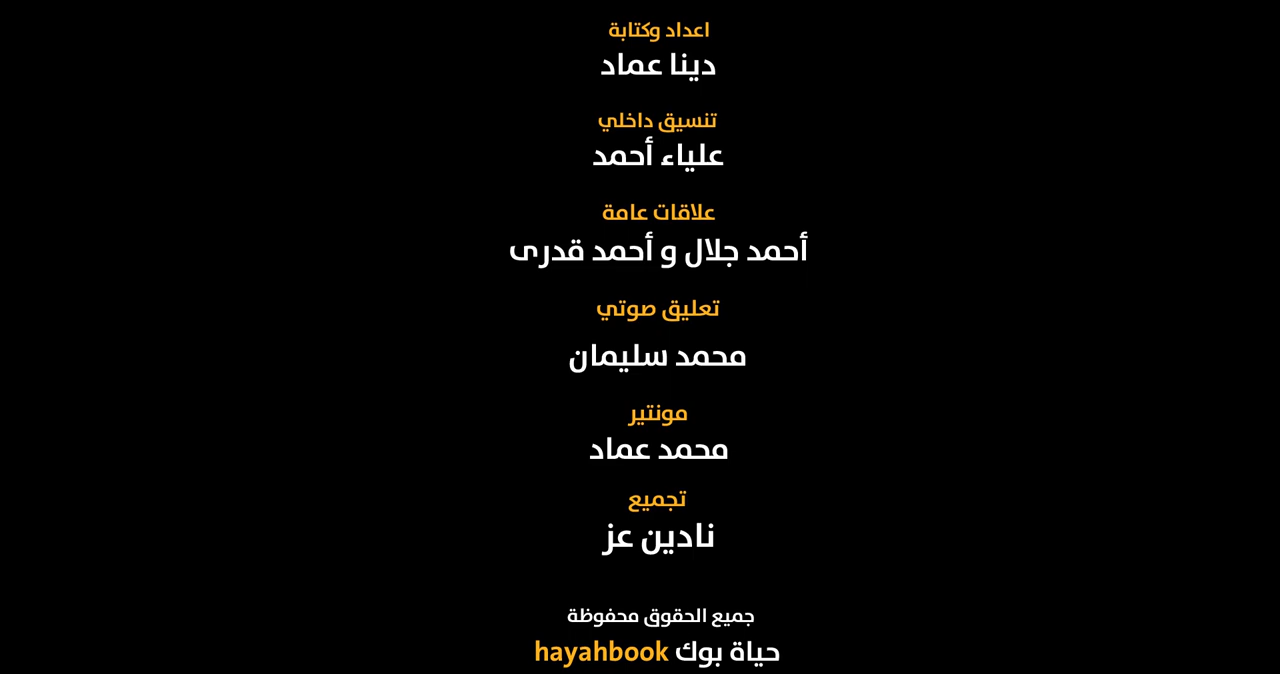 اعداد وكتابة
دينا عماد
تنسيق داخلي
علياء أحمد
علاقات عامة
أحمد جلال و أحمد قدرى
تعليق صوتي
محمد سليمان
مونتير
محمد عماد
تجميع
نادين عز
جميع الحقوق محفوظة
حياة بوك hayahbook